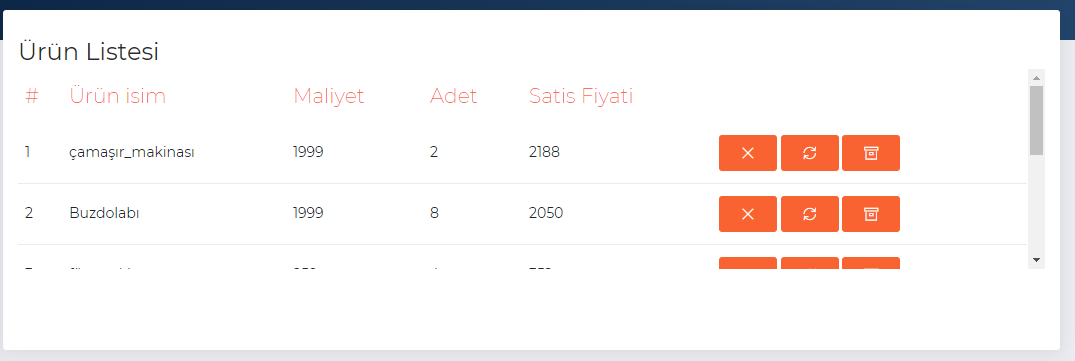 Ürün Listesi
# Ürün isim Maliyet Adet Satis Fiyati
1 çamaşır_makinası 1999 2 2188
2 Buzdolabı 1999 8 2050